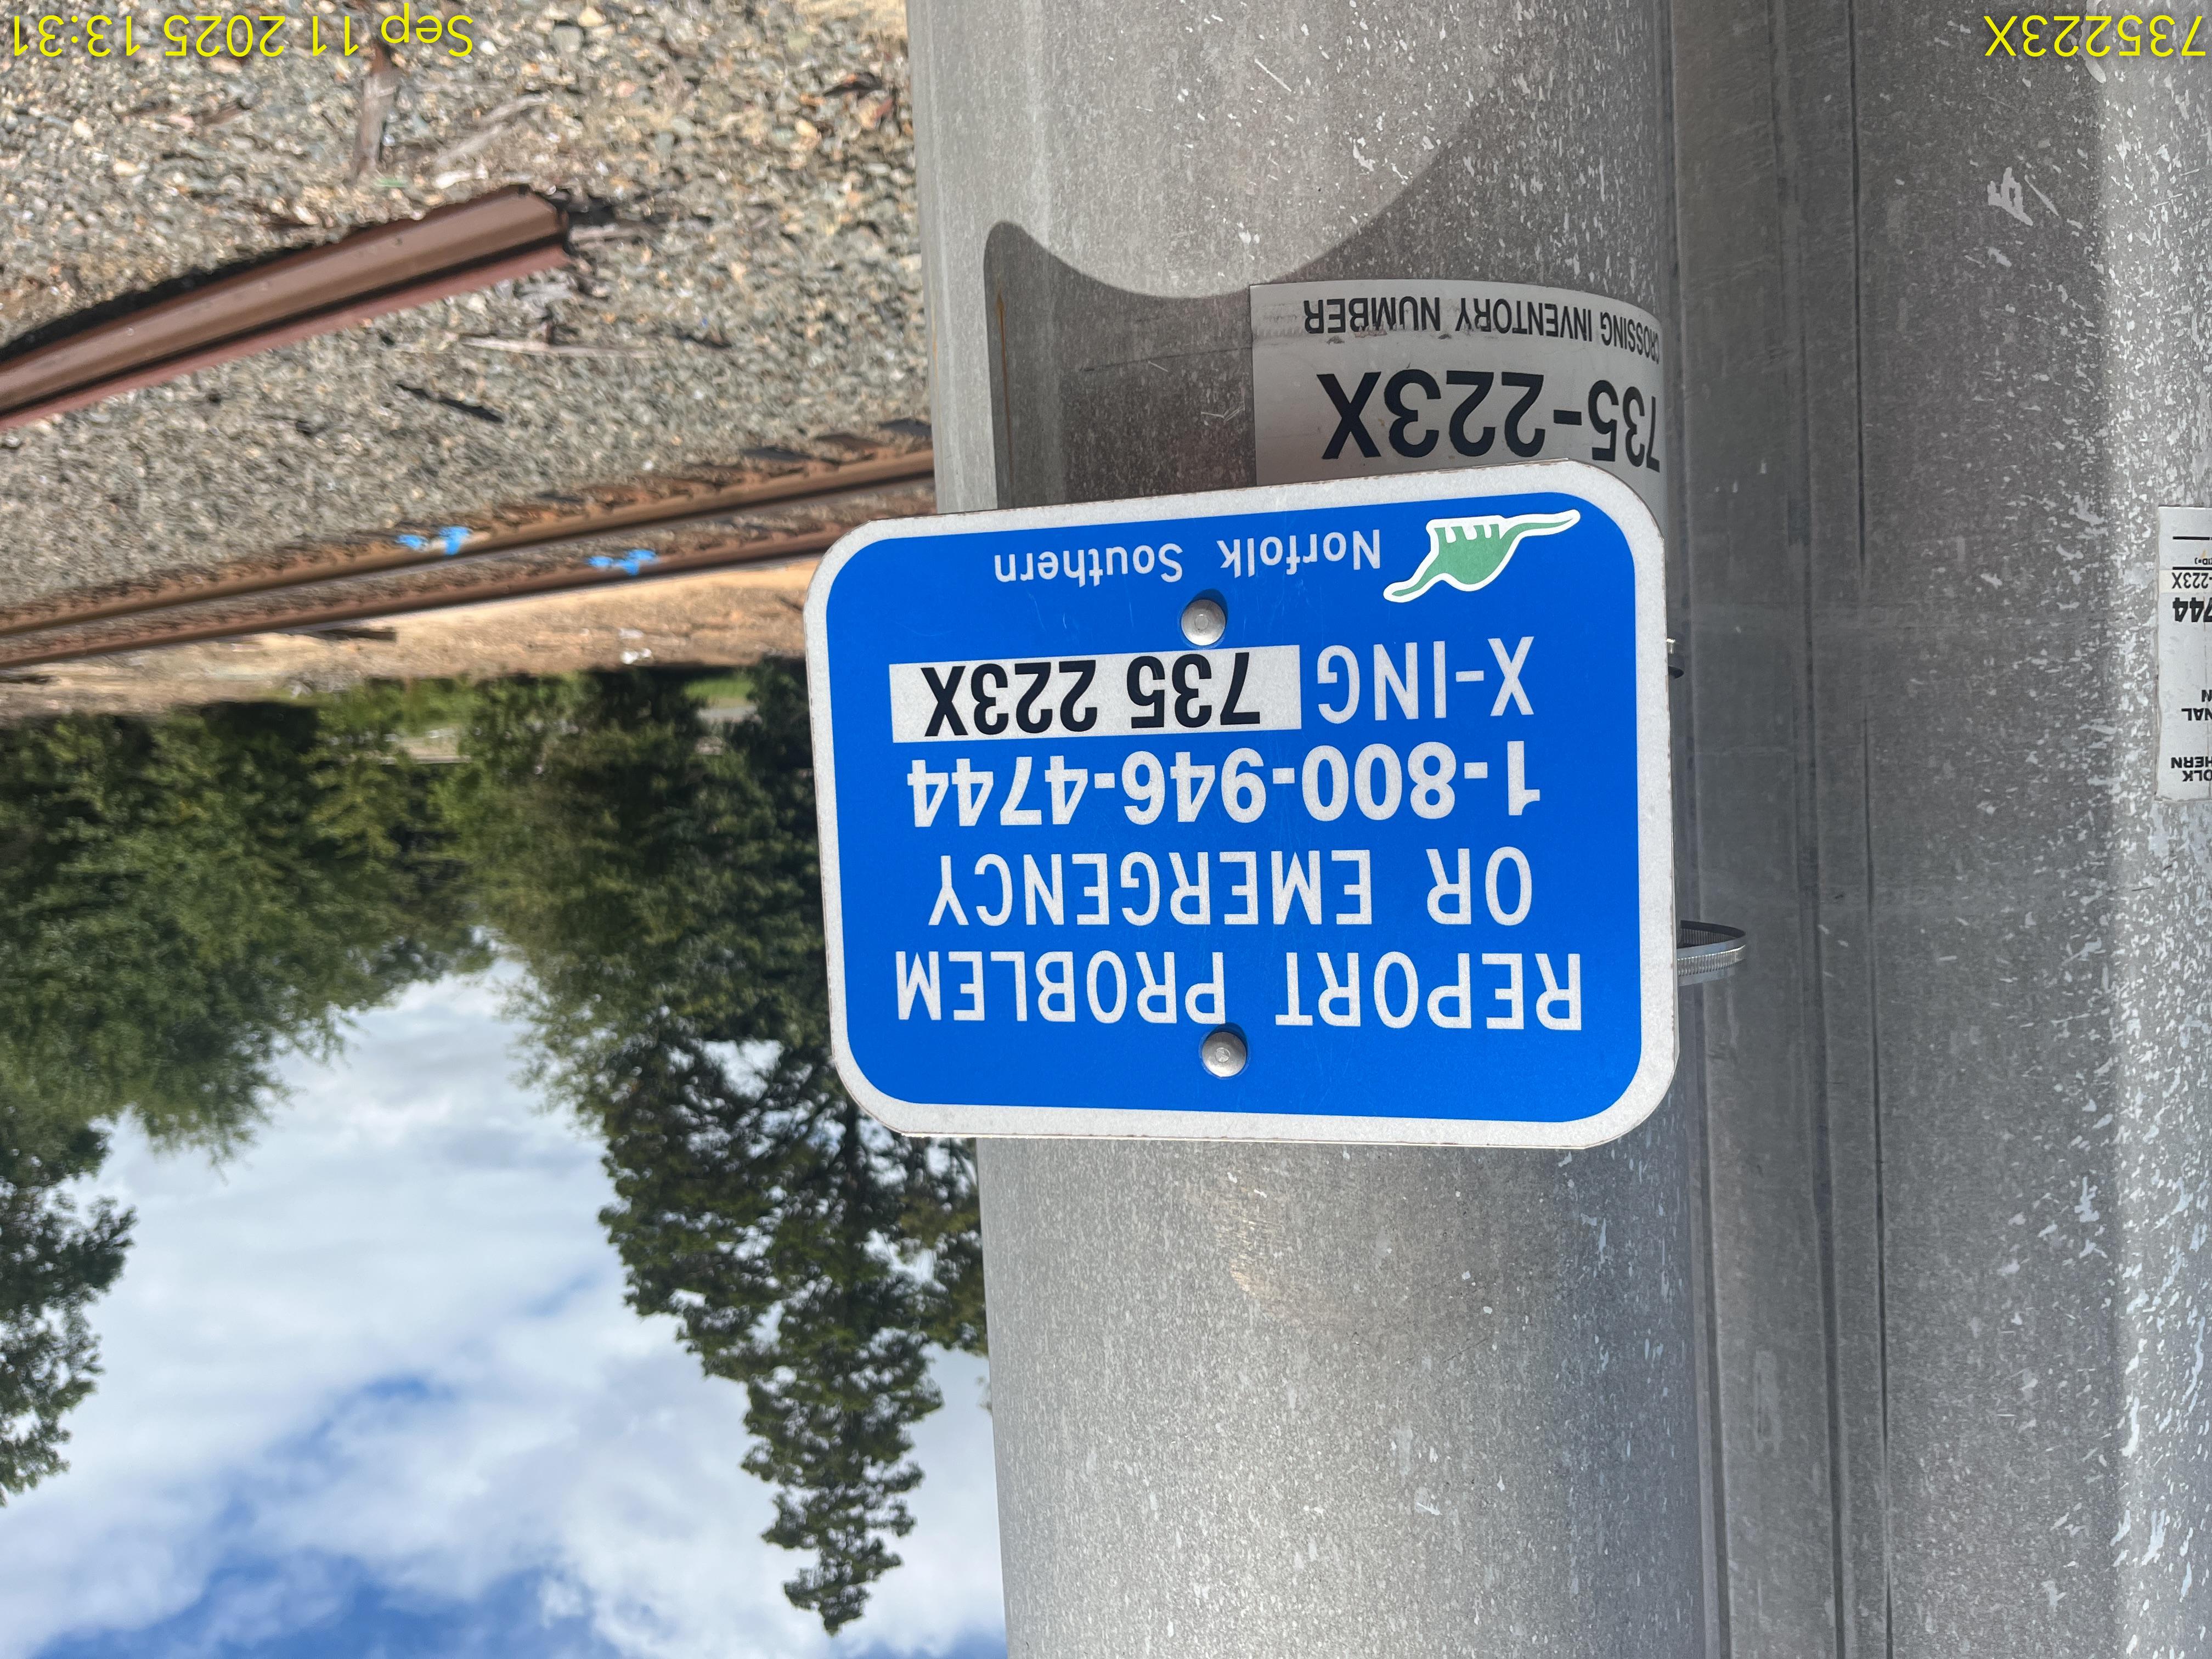 REPORT PROBLEM
OR EMERGENCY
1-800-946-4744
X-ING 735 223X
Norfolk Southern
735-223X
CROSSING INVENTORY NUMBER
-223X
735223X
Sep 11 2025 13:31